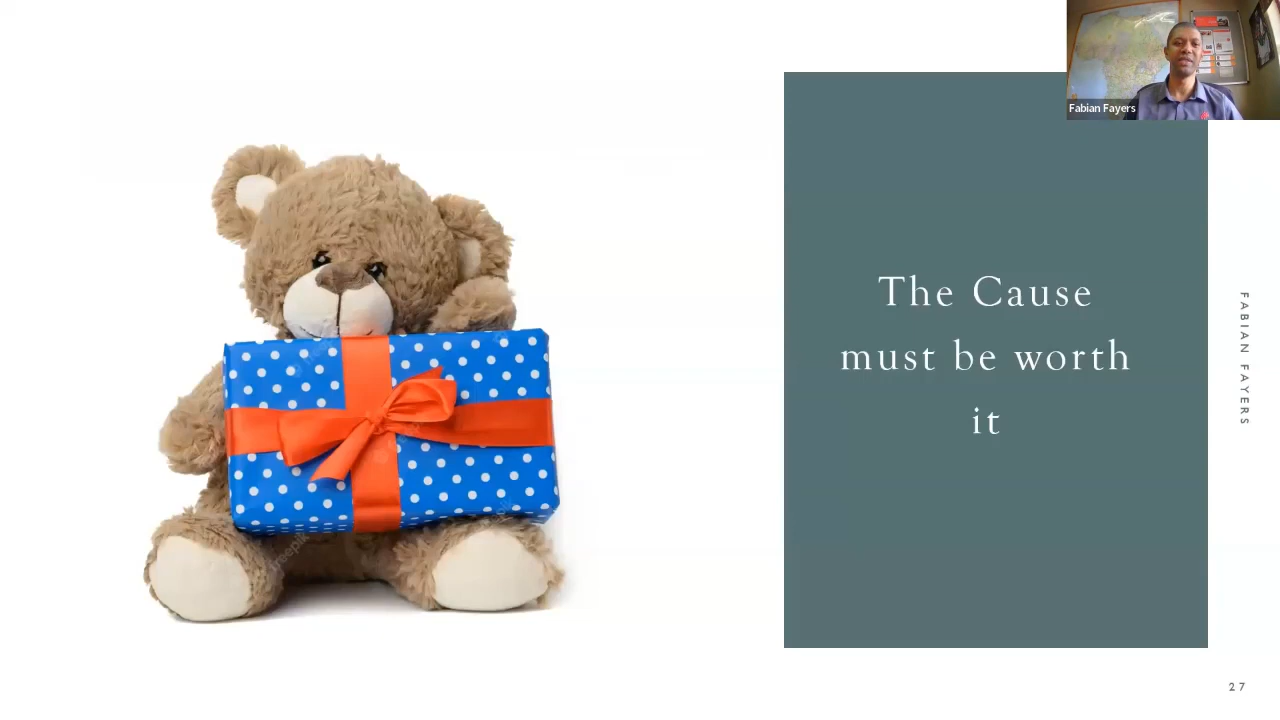 Fabian Fayers
The Cause
must be worth
it
FABIAN FAYERS
27